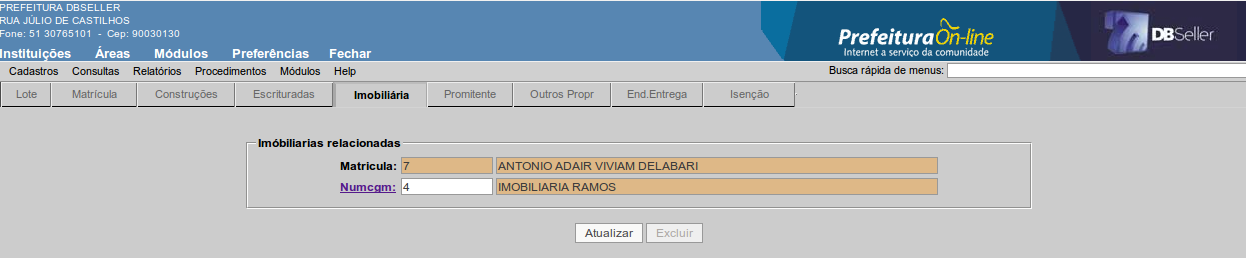 PREFEITURA DBSELLER
RUA JÚLIO DE CASTILHOS
Fone: 51 30765101 - Cep: 90030130
Prefeitura On-line
Internet a serviço da comunidade
DBSeller
Instituições Áreas Módulos Preferências Fechar
Cadastros Consultas Relatórios Procedimentos Módulos Help Busca rápida de menus:
Lote Matrícula Construções Escrituradas Imobiliária Promitente Outros Propr End.Entrega Isenção
Imóbiliarias relacionadas
Matricula: 7 ANTONIO ADAIR VIVIAM DELABARI
Numcgm: 4 IMOBILIARIA RAMOS
Atualizar Excluir